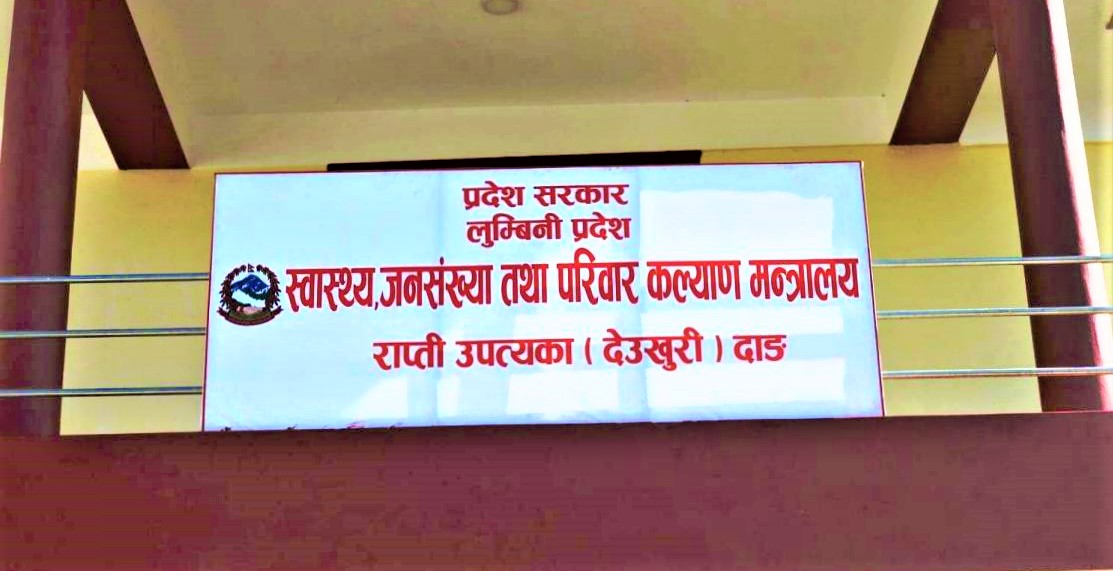 प्रदेश सरकार
लुम्बिनी प्रदेश
स्वास्थ्य,जनसंख्या तथा परिवार कल्याण मन्त्रालय
राप्ती उपत्यका ( देउखुरी ) दाङ